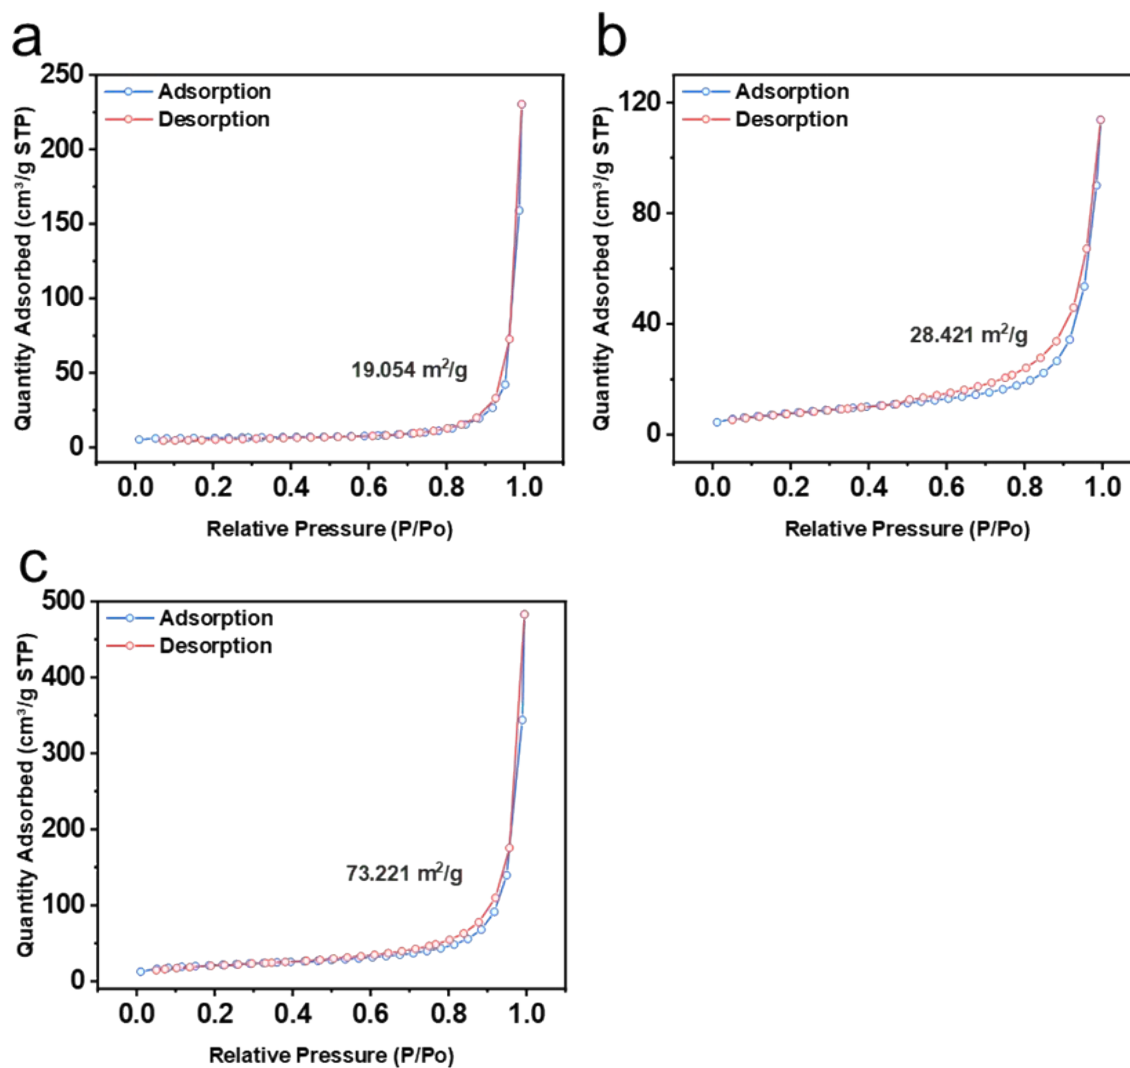 a
250
200
150
100
50
0
Quantity Adsorbed (cm³/g STP)
Adsorption
Desorption
19.054 m²/g
0.0 0.2 0.4 0.6 0.8 1.0
Relative Pressure (P/Po)
b
120
80
40
0
Quantity Adsorbed (cm³/g STP)
Adsorption
Desorption
28.421 m²/g
0.0 0.2 0.4 0.6 0.8 1.0
Relative Pressure (P/Po)
c
500
400
300
200
100
0
Quantity Adsorbed (cm³/g STP)
Adsorption
Desorption
73.221 m²/g
0.0 0.2 0.4 0.6 0.8 1.0
Relative Pressure (P/Po)